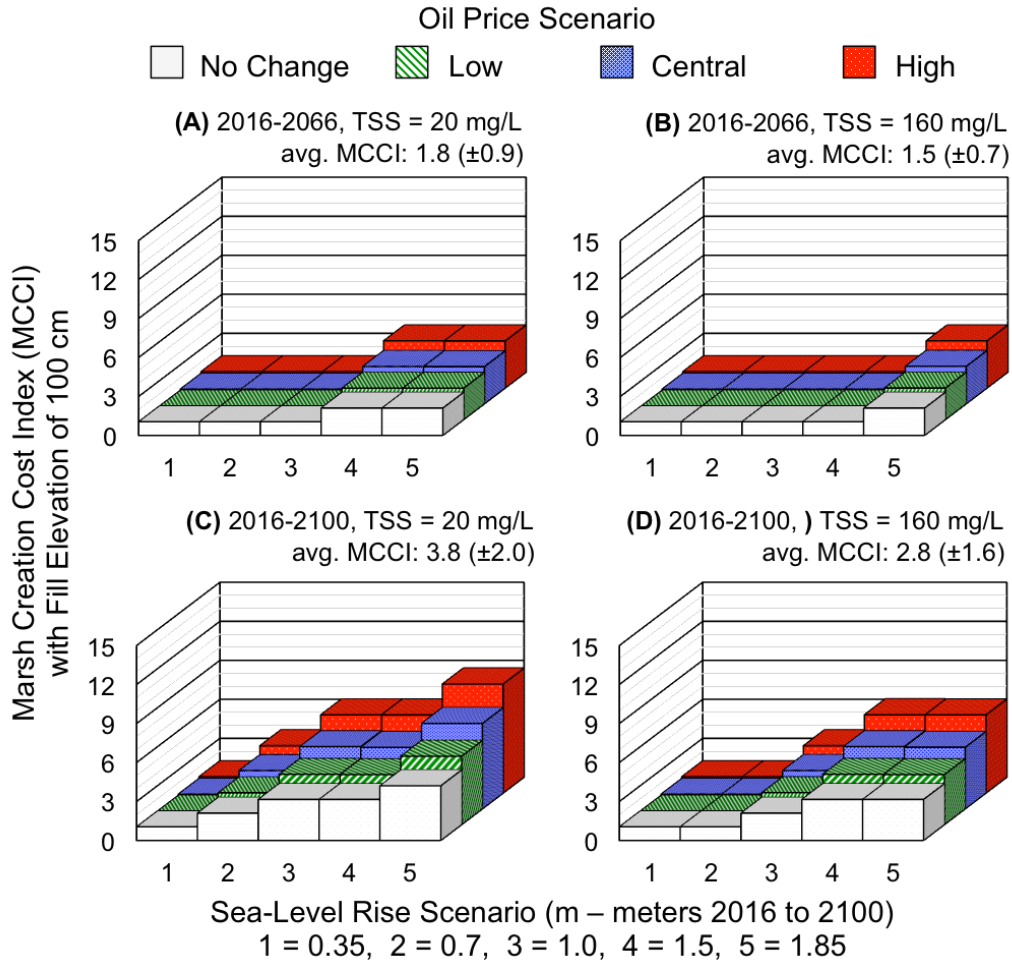 Oil Price Scenario
No Change Low Central High
(A) 2016-2066, TSS = 20 mg/L
avg. MCCI: 1.8 (±0.9)
(B) 2016-2066, TSS = 160 mg/L
avg. MCCI: 1.5 (±0.7)
Marsh Creation Cost Index (MCCI)
with Fill Elevation of 100 cm
15
12
9
6
3
0
1 2 3 4 5
15
12
9
6
3
0
1 2 3 4 5
(C) 2016-2100, TSS = 20 mg/L
avg. MCCI: 3.8 (±2.0)
(D) 2016-2100, ) TSS = 160 mg/L
avg. MCCI: 2.8 (±1.6)
15
12
9
6
3
0
1 2 3 4 5
15
12
9
6
3
0
1 2 3 4 5
Sea-Level Rise Scenario (m – meters 2016 to 2100)
1 = 0.35, 2 = 0.7, 3 = 1.0, 4 = 1.5, 5 = 1.85